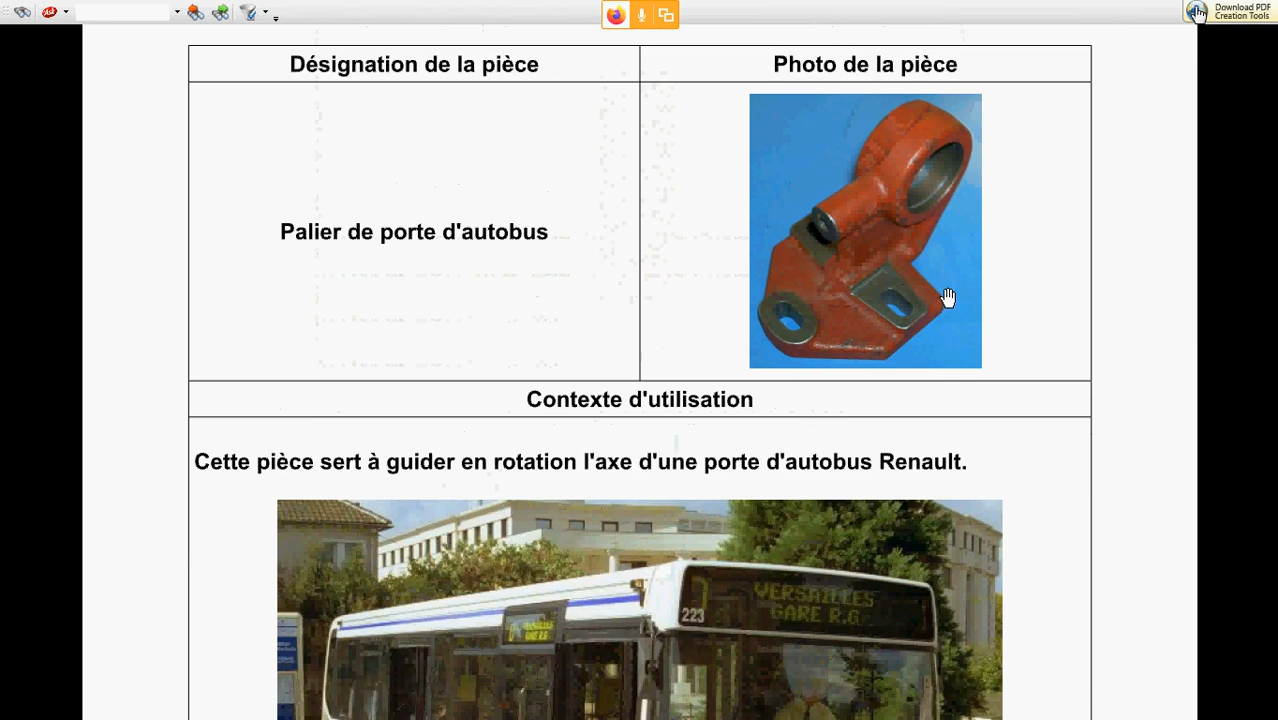 Download PDF
Creation Tools
Ask
Désignation de la pièce
Photo de la pièce
Palier de porte d'autobus
Contexte d'utilisation
Cette pièce sert à guider en rotation l'axe d'une porte d'autobus Renault.
VERSAILLES
GARE R.G.
223